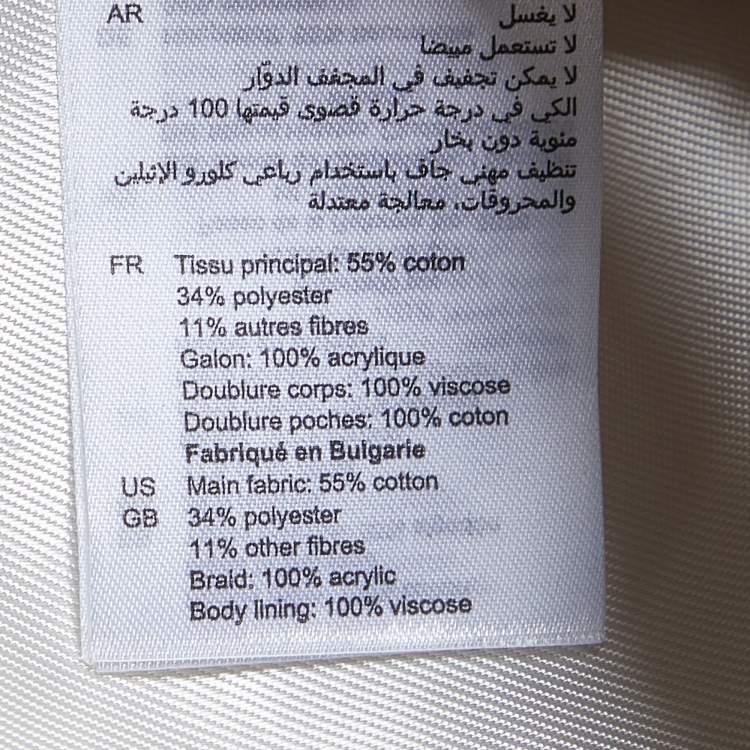 AR لا يغسل
لا تستعمل مبيضا
لا يمكن تجفيف في المجفف الدوّار
الكي في درجة حرارة قصوى قيمتها 100 درجة
مئوية دون بخار
تنظيف مهني جاف باستخدام رباعي كلورو الإثيلين
والمحروقات، معالجة معتدلة
FR Tissu principal: 55% coton
34% polyester
11% autres fibres
Galon: 100% acrylique
Doublure corps: 100% viscose
Doublure poches: 100% coton
Fabriqué en Bulgarie
US Main fabric: 55% cotton
GB 34% polyester
11% other fibres
Braid: 100% acrylic
Body lining: 100% viscose